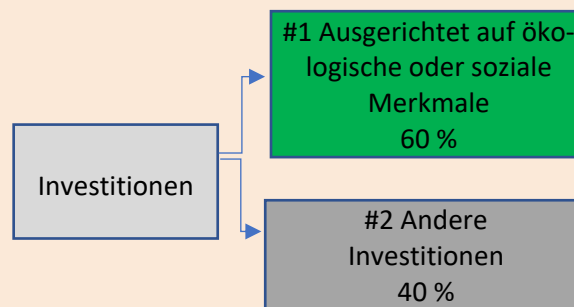 #1 Ausgerichtet auf öko-
logische oder soziale
Merkmale
60 %
Investitionen
#2 Andere
Investitionen
40 %